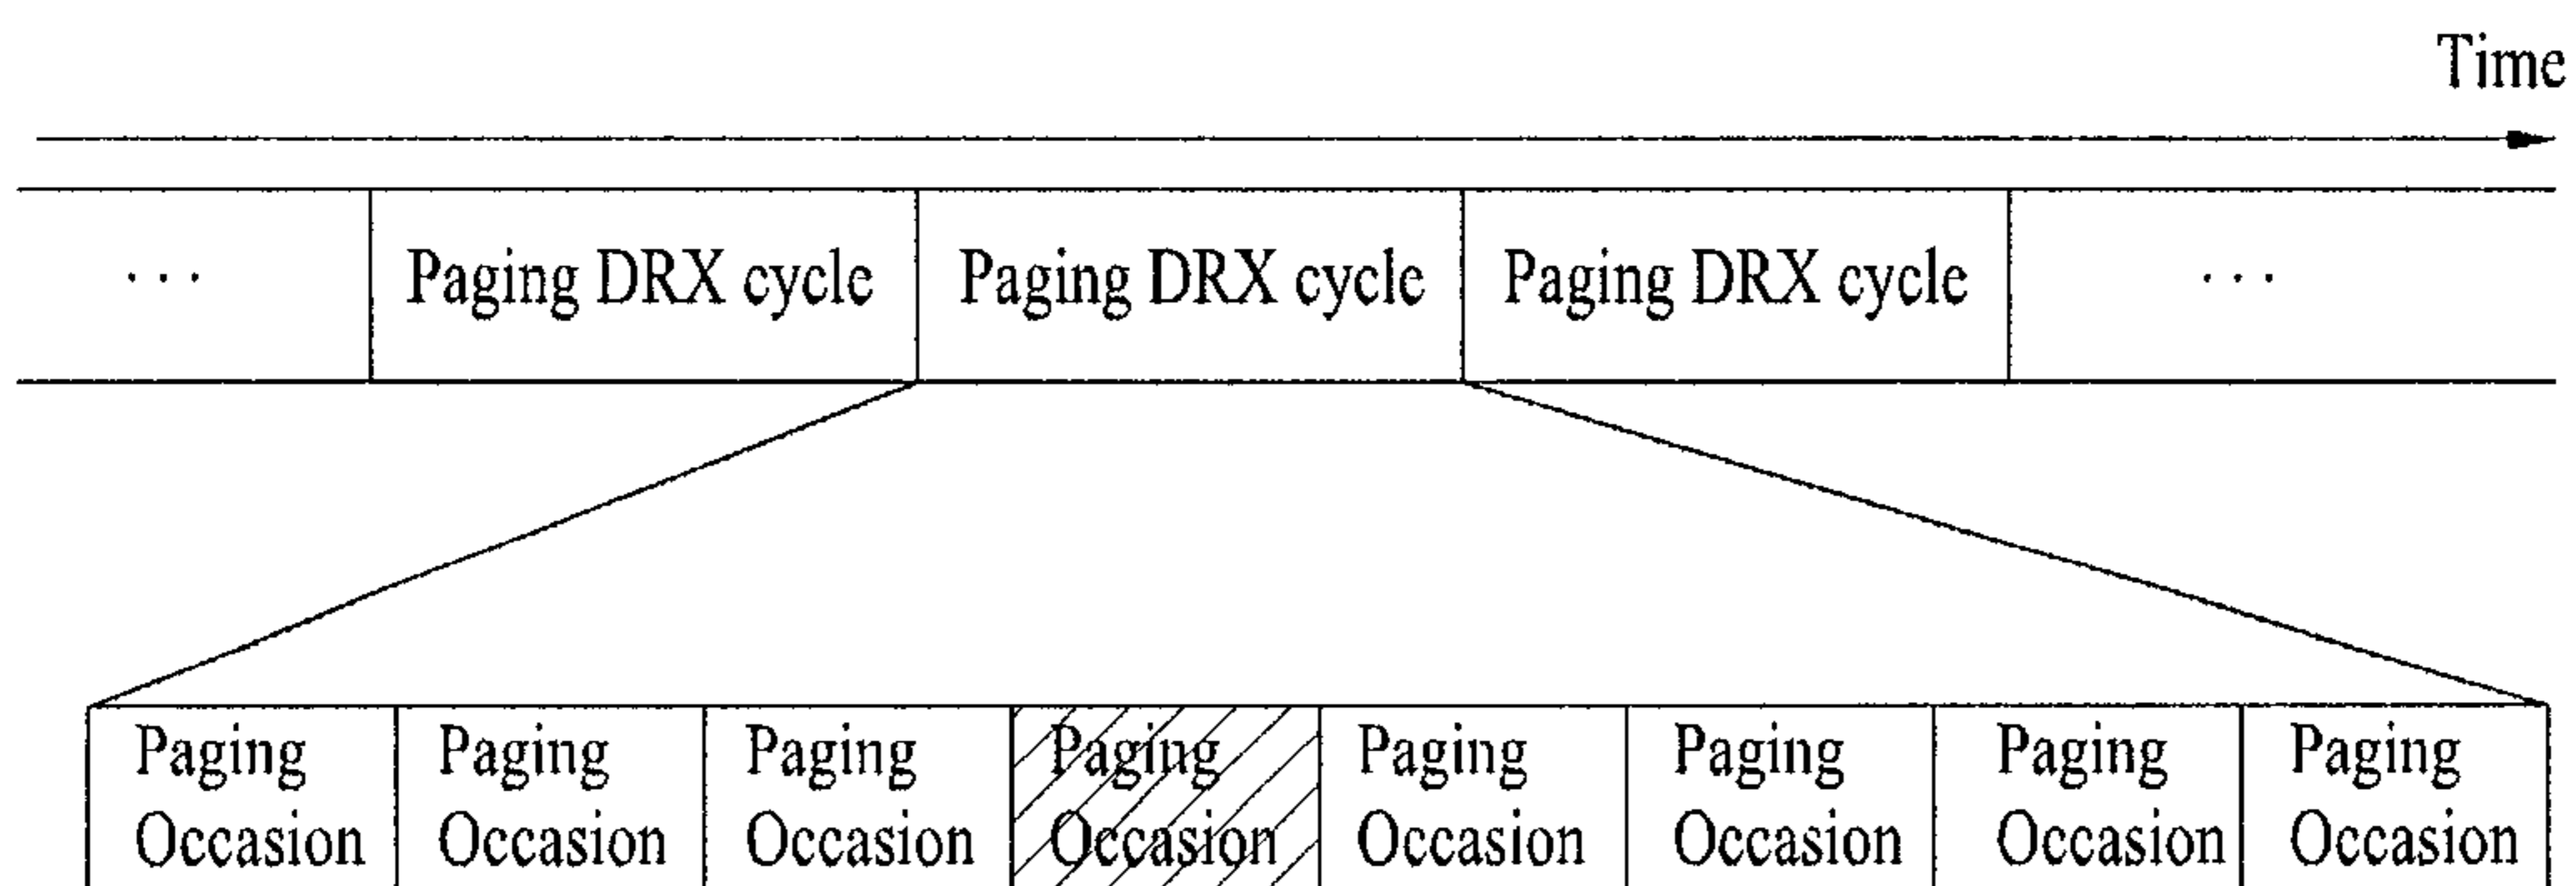 Time
... Paging DRX cycle Paging DRX cycle Paging DRX cycle ...
Paging Paging Paging Paging Paging Paging Paging Paging
Occasion Occasion Occasion Occasion Occasion Occasion Occasion Occasion